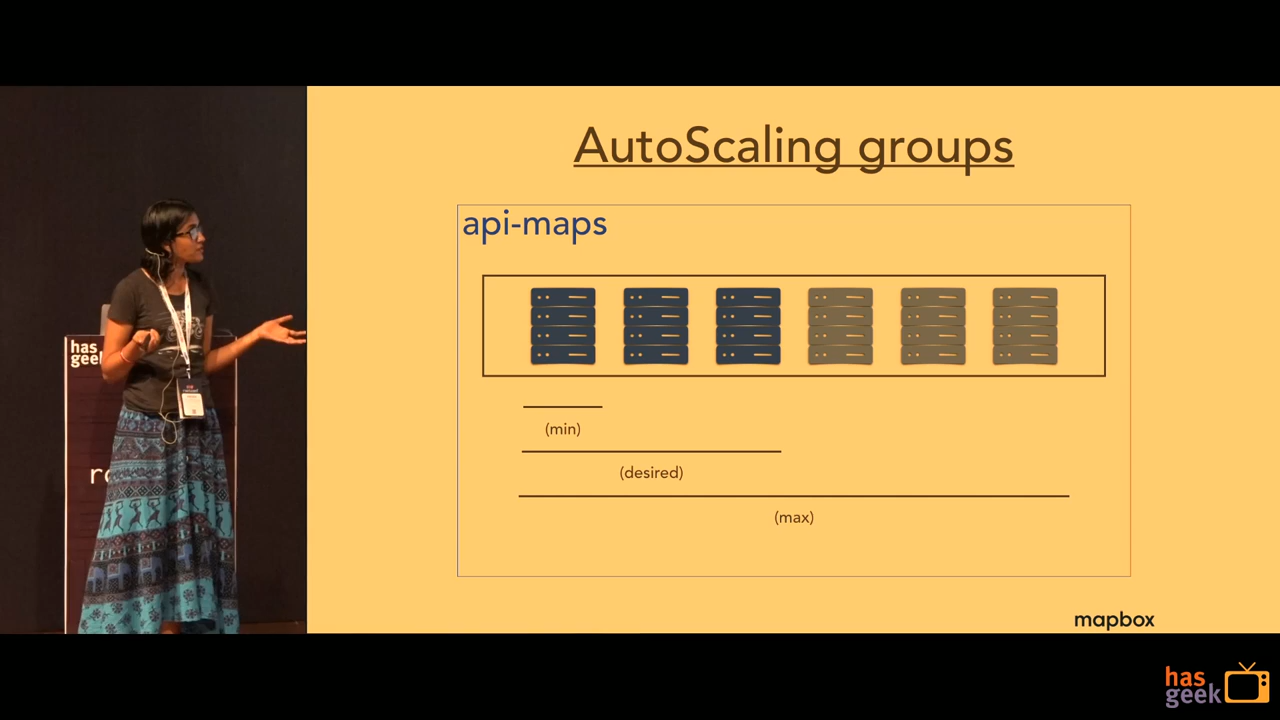 AutoScaling groups
api-maps
(min)
(desired)
(max)
mapbox
has
geek
has
geek